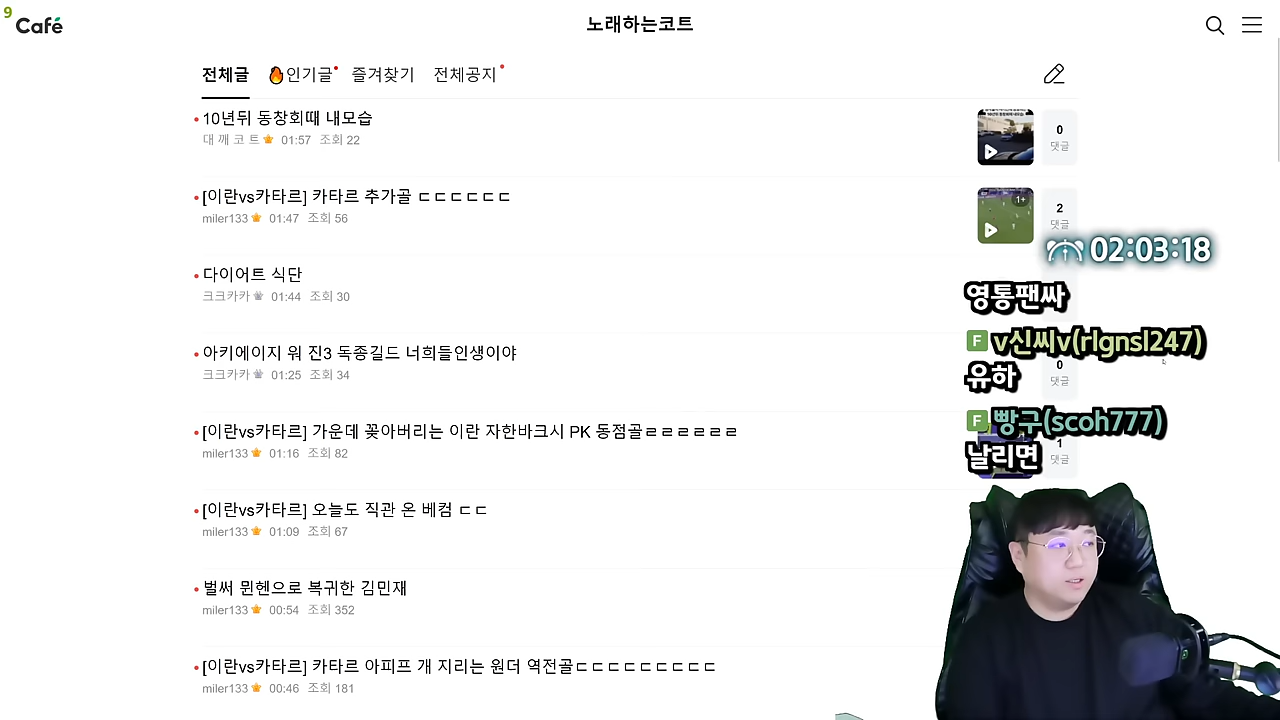 9
Café
노래하는코트
전체글
🔥인기글
즐겨찾기
전체공지
10년뒤 동창회때 내모습
대 깨 코 트 01:57 조회 22
0
댓글
[이란vs카타르] 카타르 추가골 ㄷㄷㄷㄷㄷㄷ
miler133 01:47 조회 56
1+
2
댓글
02:03:18
다이어트 식단
크크카카 01:44 조회 30
영통팬싸
F v신씨v(rlgnsl247)
유하
아키에이지 워 진3 독종길드 너희들인생이야
크크카카 01:25 조회 34
0
댓글
F 빵구(scoh777)
날리면
[이란vs카타르] 가운데 꽂아버리는 이란 자한바크시 PK 동점골ㄹㄹㄹㄹㄹㄹ
miler133 01:16 조회 82
1
댓글
[이란vs카타르] 오늘도 직관 온 베컴 ㄷㄷ
miler133 01:09 조회 67
벌써 뮌헨으로 복귀한 김민재
miler133 00:54 조회 352
[이란vs카타르] 카타르 아피프 개 지리는 원더 역전골ㄷㄷㄷㄷㄷㄷㄷㄷㄷ
miler133 00:46 조회 181